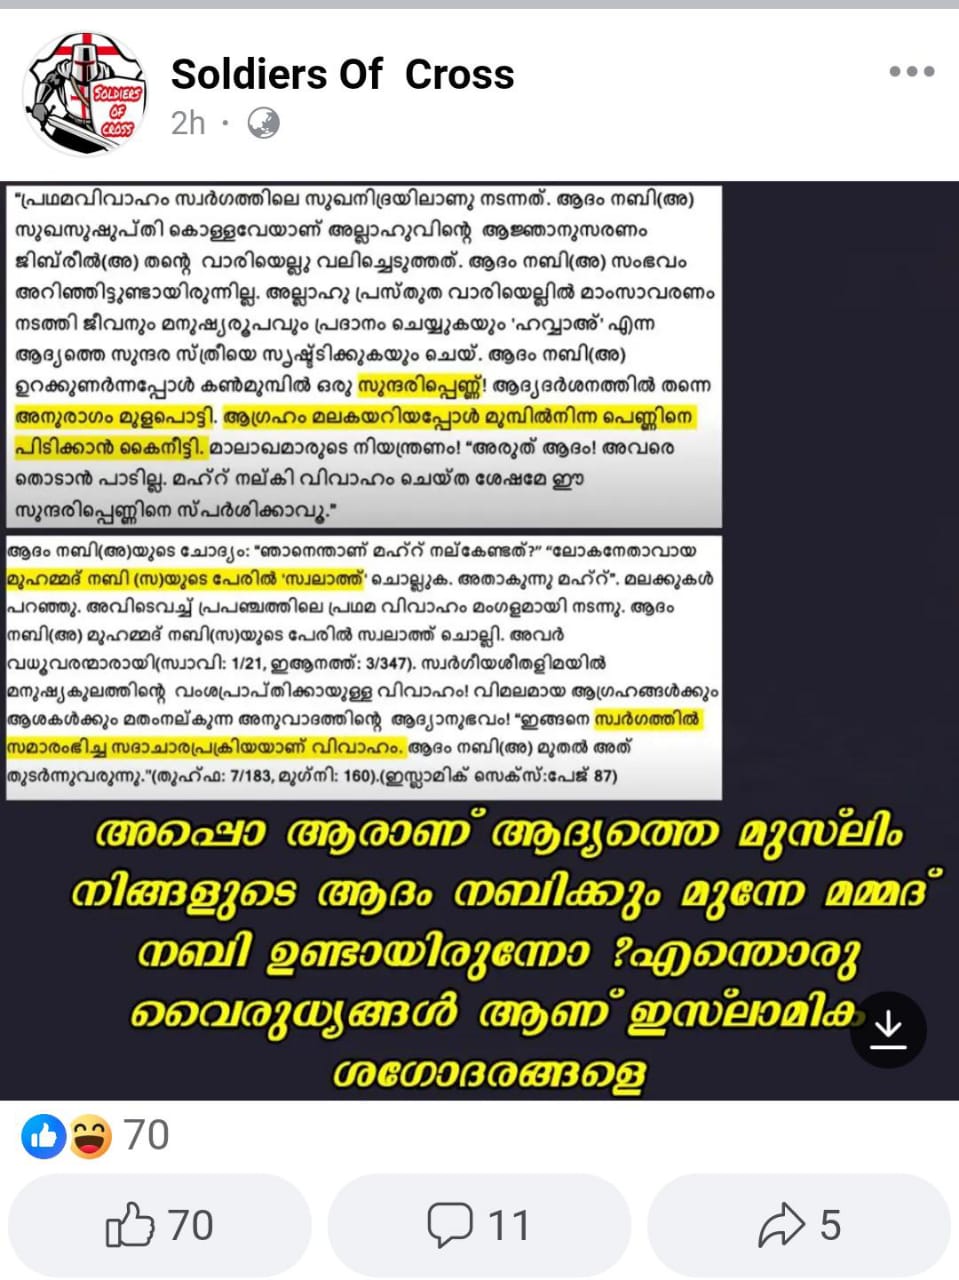 Soldiers Of Cross
2h
SOLDIERS
OF
CROSS
"പ്രഥമവിവാഹം സ്വർഗത്തിലെ സുഖനിദ്രയിലാണു നടന്നത്. ആദം നബി(അ)
സുഖസുഷുപ്തി കൊള്ളവേയാണ് അല്ലാഹുവിന്റെ ആജ്ഞാനുസരണം
ജിബ്‌രീൽ(അ) തന്റെ വാരിയെല്ലു വലിച്ചെടുത്തത്. ആദം നബി(അ) സംഭവം
അറിഞ്ഞിട്ടുണ്ടായിരുന്നില്ല. അല്ലാഹു പ്രസ്തുത വാരിയെല്ലിൽ മാംസാവരണം
നടത്തി ജീവനും മനുഷ്യരൂപവും പ്രദാനം ചെയ്യുകയും 'ഹവ്വാഅ്' എന്ന
ആദ്യത്തെ സുന്ദര സ്ത്രീയെ സൃഷ്ട്ടിക്കുകയും ചെയ്. ആദം നബി(അ)
ഉറക്കുണർന്നപ്പോൾ കൺമുമ്പിൽ ഒരു സുന്ദരിപ്പെണ്ണ്! ആദ്യദർശനത്തിൽ തന്നെ
അനുരാഗം മുളപൊട്ടി. ആഗ്രഹം മലകയറിയപ്പോൾ മുമ്പിൽനിന്ന പെണ്ണിനെ
പിടിക്കാൻ കൈനീട്ടി. മാലാഖമാരുടെ നിയന്ത്രണം! "അരുത് ആദം! അവരെ
തൊടാൻ പാടില്ല. മഹ്റ് നല്കി വിവാഹം ചെയ്ത ശേഷമേ ഈ
സുന്ദരിപ്പെണ്ണിനെ സ്പർശിക്കാവൂ."
ആദം നബി(അ)യുടെ ചോദ്യം: "ഞാനെന്താണ് മഹ്റ് നല്കേണ്ടത്?" "ലോകനേതാവായ
മുഹമ്മദ് നബി (സ)യുടെ പേരിൽ 'സ്വലാത്ത്' ചൊല്ലുക. അതാകുന്നു മഹ്റ്". മലക്കുകൾ
പറഞ്ഞു. അവിടെവച്ച് പ്രപഞ്ചത്തിലെ പ്രഥമ വിവാഹം മംഗളമായി നടന്നു. ആദം
നബി(അ) മുഹമ്മദ് നബി(സ)യുടെ പേരിൽ സ്വലാത്ത് ചൊല്ലി. അവർ
വധൂവരന്മാരായി(സ്വാവി: 1/21, ഇആനത്ത്: 3/347). സ്വർഗീയശീതളിമയിൽ
മനുഷ്യകുലത്തിന്റെ വംശപ്രാപ്തിക്കായുള്ള വിവാഹം! വിമലമായ ആഗ്രഹങ്ങൾക്കും
ആശകൾക്കും മതംനല്കുന്ന അനുവാദത്തിന്റെ ആദ്യാനുഭവം! "ഇങ്ങനെ സ്വർഗത്തിൽ
സമാരംഭിച്ച സദാചാരപ്രക്രിയയാണ് വിവാഹം. ആദം നബി(അ) മുതൽ അത്
തുടർന്നുവരുന്നു."(തുഹ്ഫ: 7/183, മുഗ്നി: 160).(ഇസ്ലാമിക് സെക്സ്:പേജ് 87)
അപ്പൊ ആരാണ് ആദ്യത്തെ മുസ്ലിം
നിങ്ങളുടെ ആദം നബിക്കും മുന്നേ മമ്മദ്
നബി ഉണ്ടായിരുന്നോ ?എന്തൊരു
വൈരുധ്യങ്ങൾ ആണ് ഇസ്ലാമിക
ശഗോദരങ്ങളെ
70
70
11
5